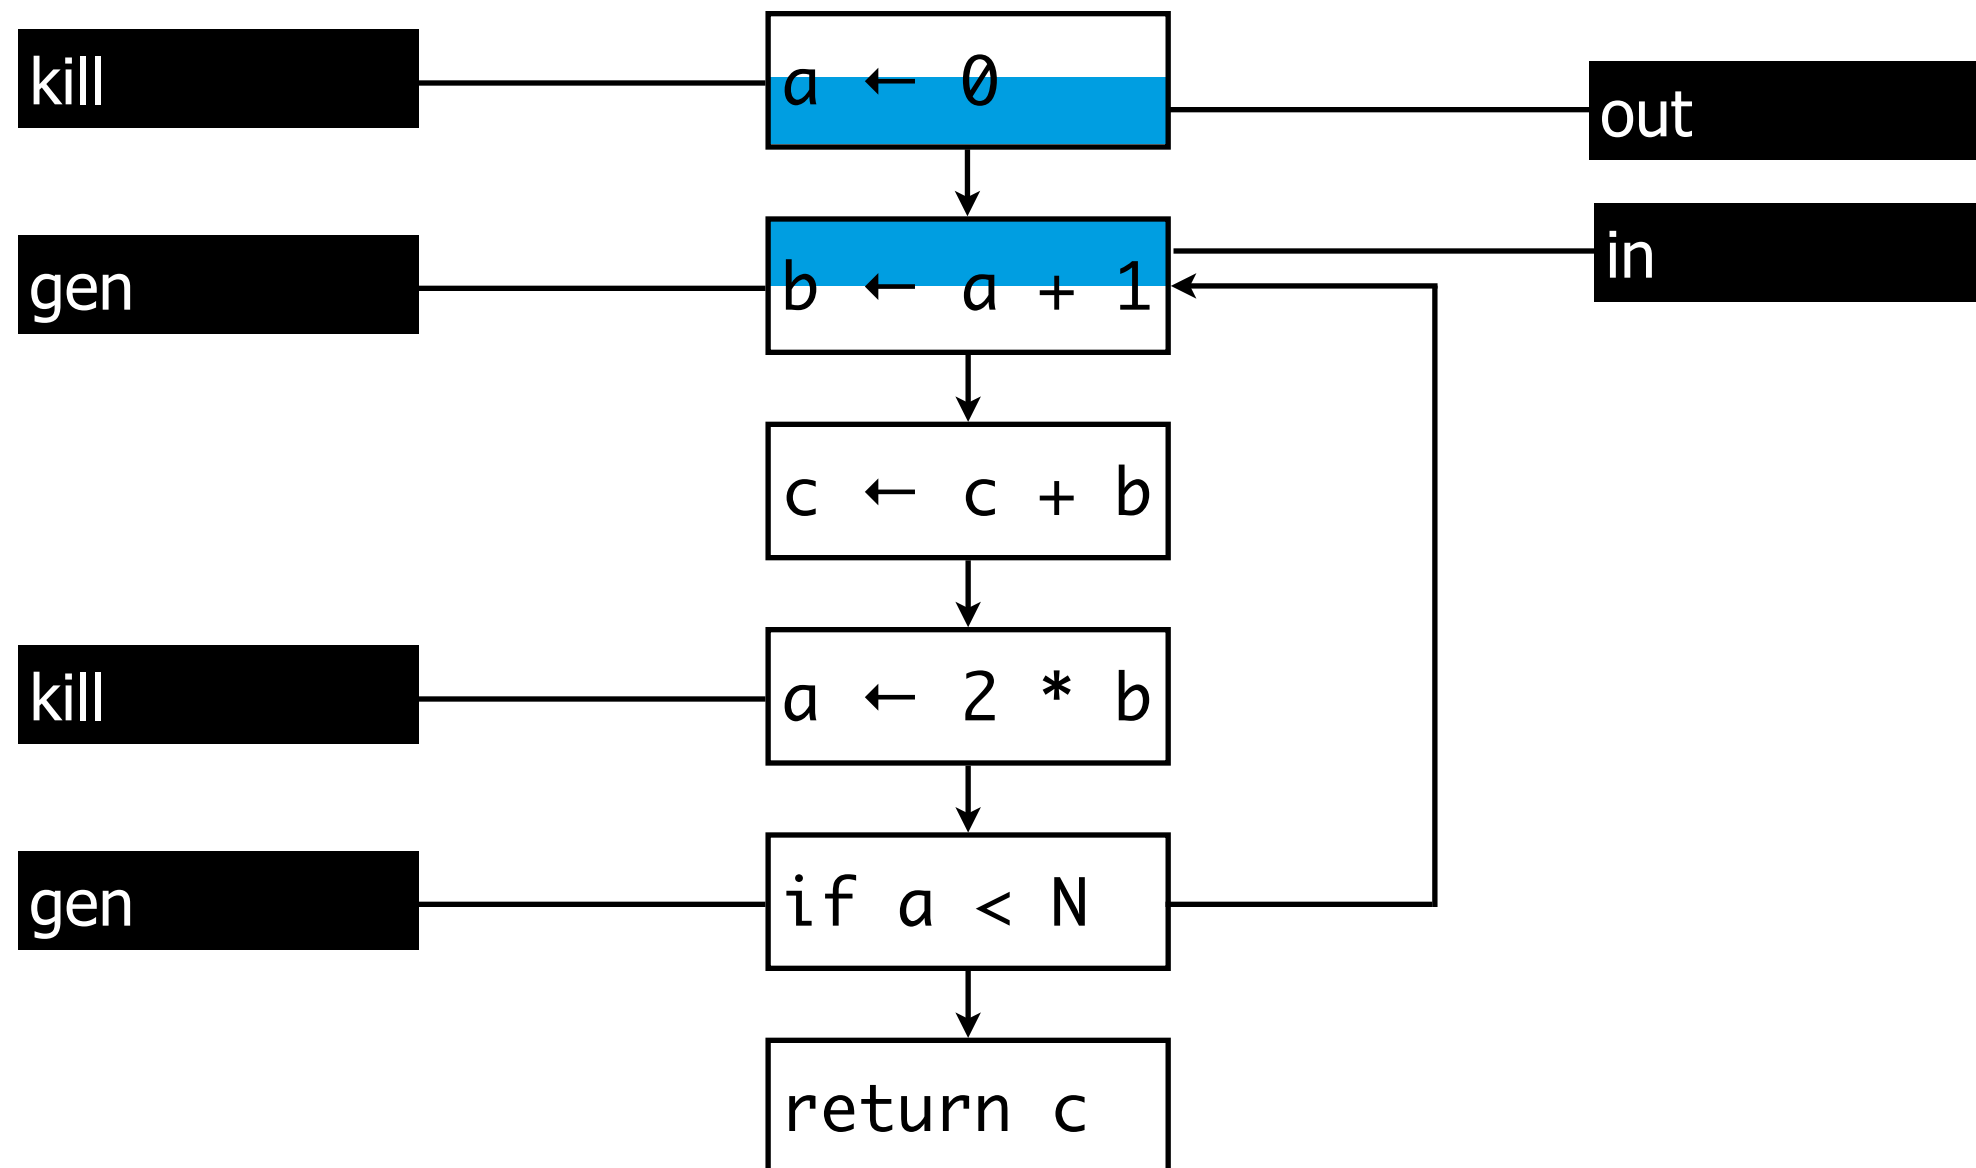 kill
a ← 0
out
in
gen
b ← a + 1
c ← c + b
kill
a ← 2 * b
gen
if a < N
return c